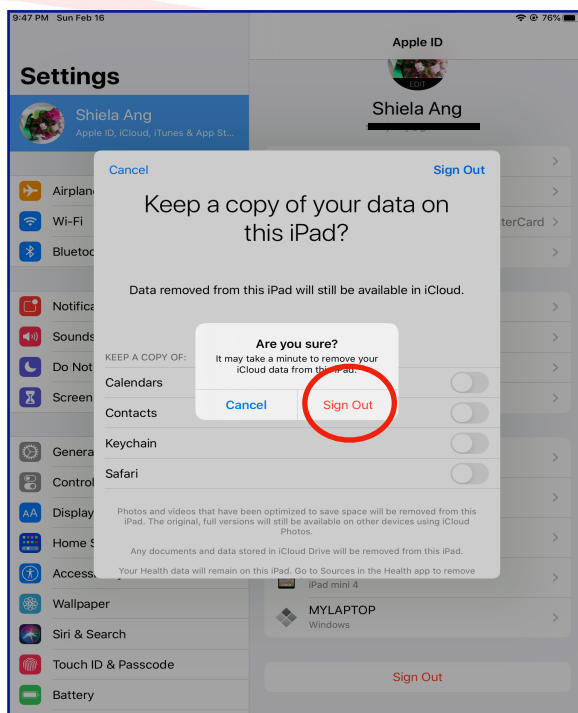 9:47 PM Sun Feb 16
76%
Settings
Shiela Ang
Apple ID, iCloud, iTunes & App St...
Airplan
Wi-Fi
Bluetoo
Notifica
Sounds
Do Not
Screen
Genera
Control
AA Display
Home S
Access
Wallpaper
Siri & Search
Touch ID & Passcode
Battery
Apple ID
EDIT
Shiela Ang
terCard
Cancel
Sign Out
Keep a copy of your data on
this iPad?
Data removed from this iPad will still be available in iCloud.
KEEP A COPY OF:
Calendars
Contacts
Keychain
Safari
Are you sure?
It may take a minute to remove your
iCloud data from this iPad.
Cancel
Sign Out
Photos and videos that have been optimized to save space will be removed from this
iPad. The original, full versions will still be available on other devices using iCloud
Photos.
Any documents and data stored in iCloud Drive will be removed from this iPad.
Your Health data will remain on this iPad. Go to Sources in the Health app to remove
iPad mini 4
MYLAPTOP
Windows
Sign Out